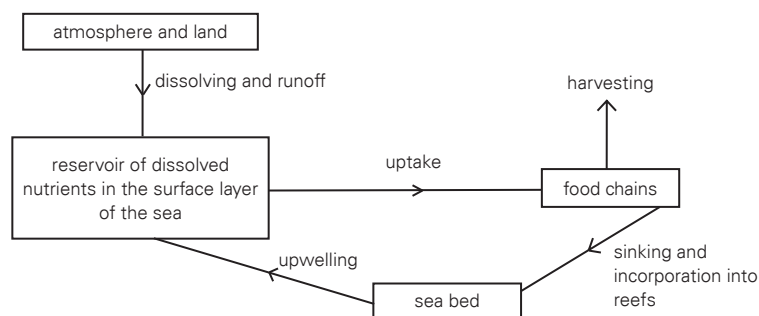 atmosphere and land
dissolving and runoff
harvesting
reservoir of dissolved
nutrients in the surface layer
of the sea
uptake
food chains
upwelling
sinking and
incorporation into
reefs
sea bed